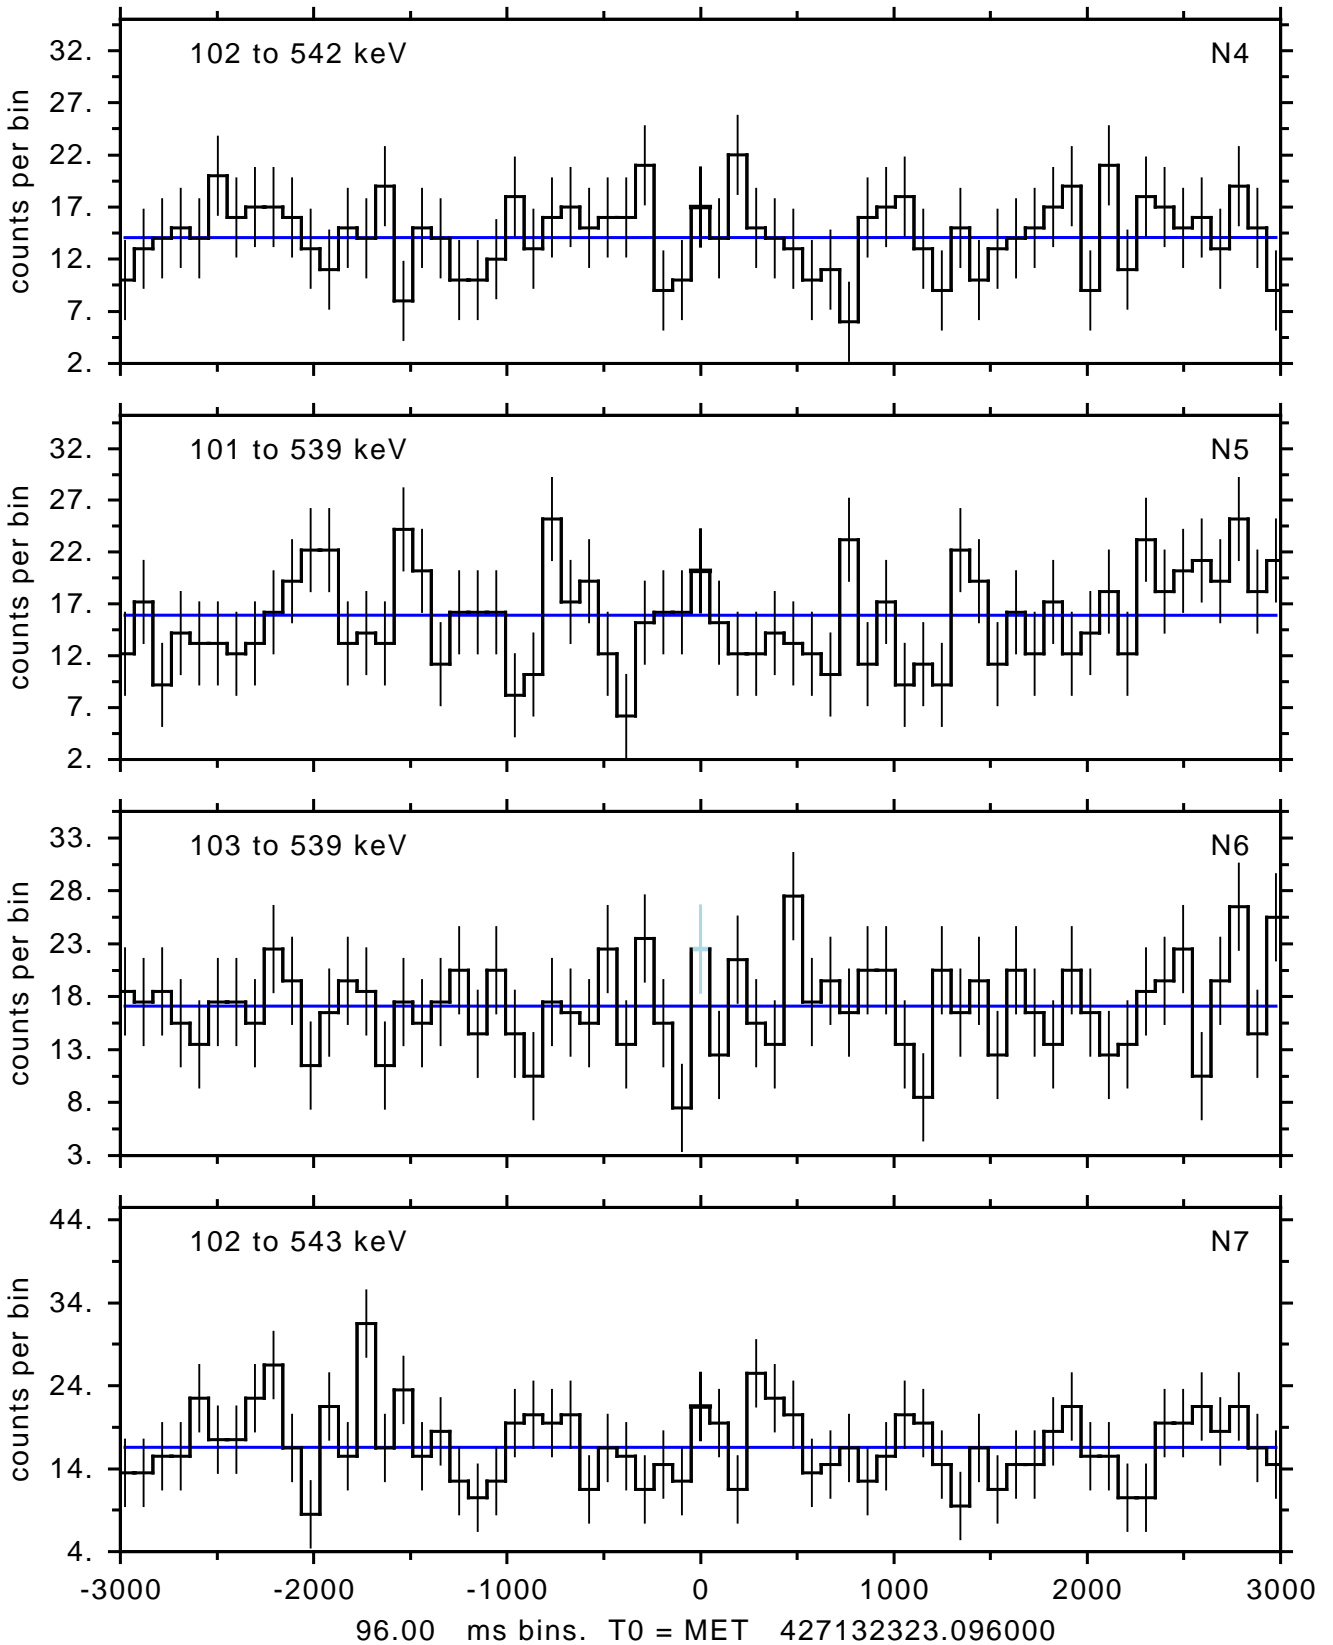 102 to 542 keV N4
counts per bin
32.
27.
22.
17.
12.
7.
2.
101 to 539 keV N5
counts per bin
32.
27.
22.
17.
12.
7.
2.
103 to 539 keV N6
counts per bin
33.
28.
23.
18.
13.
8.
3.
102 to 543 keV N7
counts per bin
44.
34.
24.
14.
4.
-3000 -2000 -1000 0 1000 2000 3000
96.00 ms bins. T0 = MET 427132323.096000